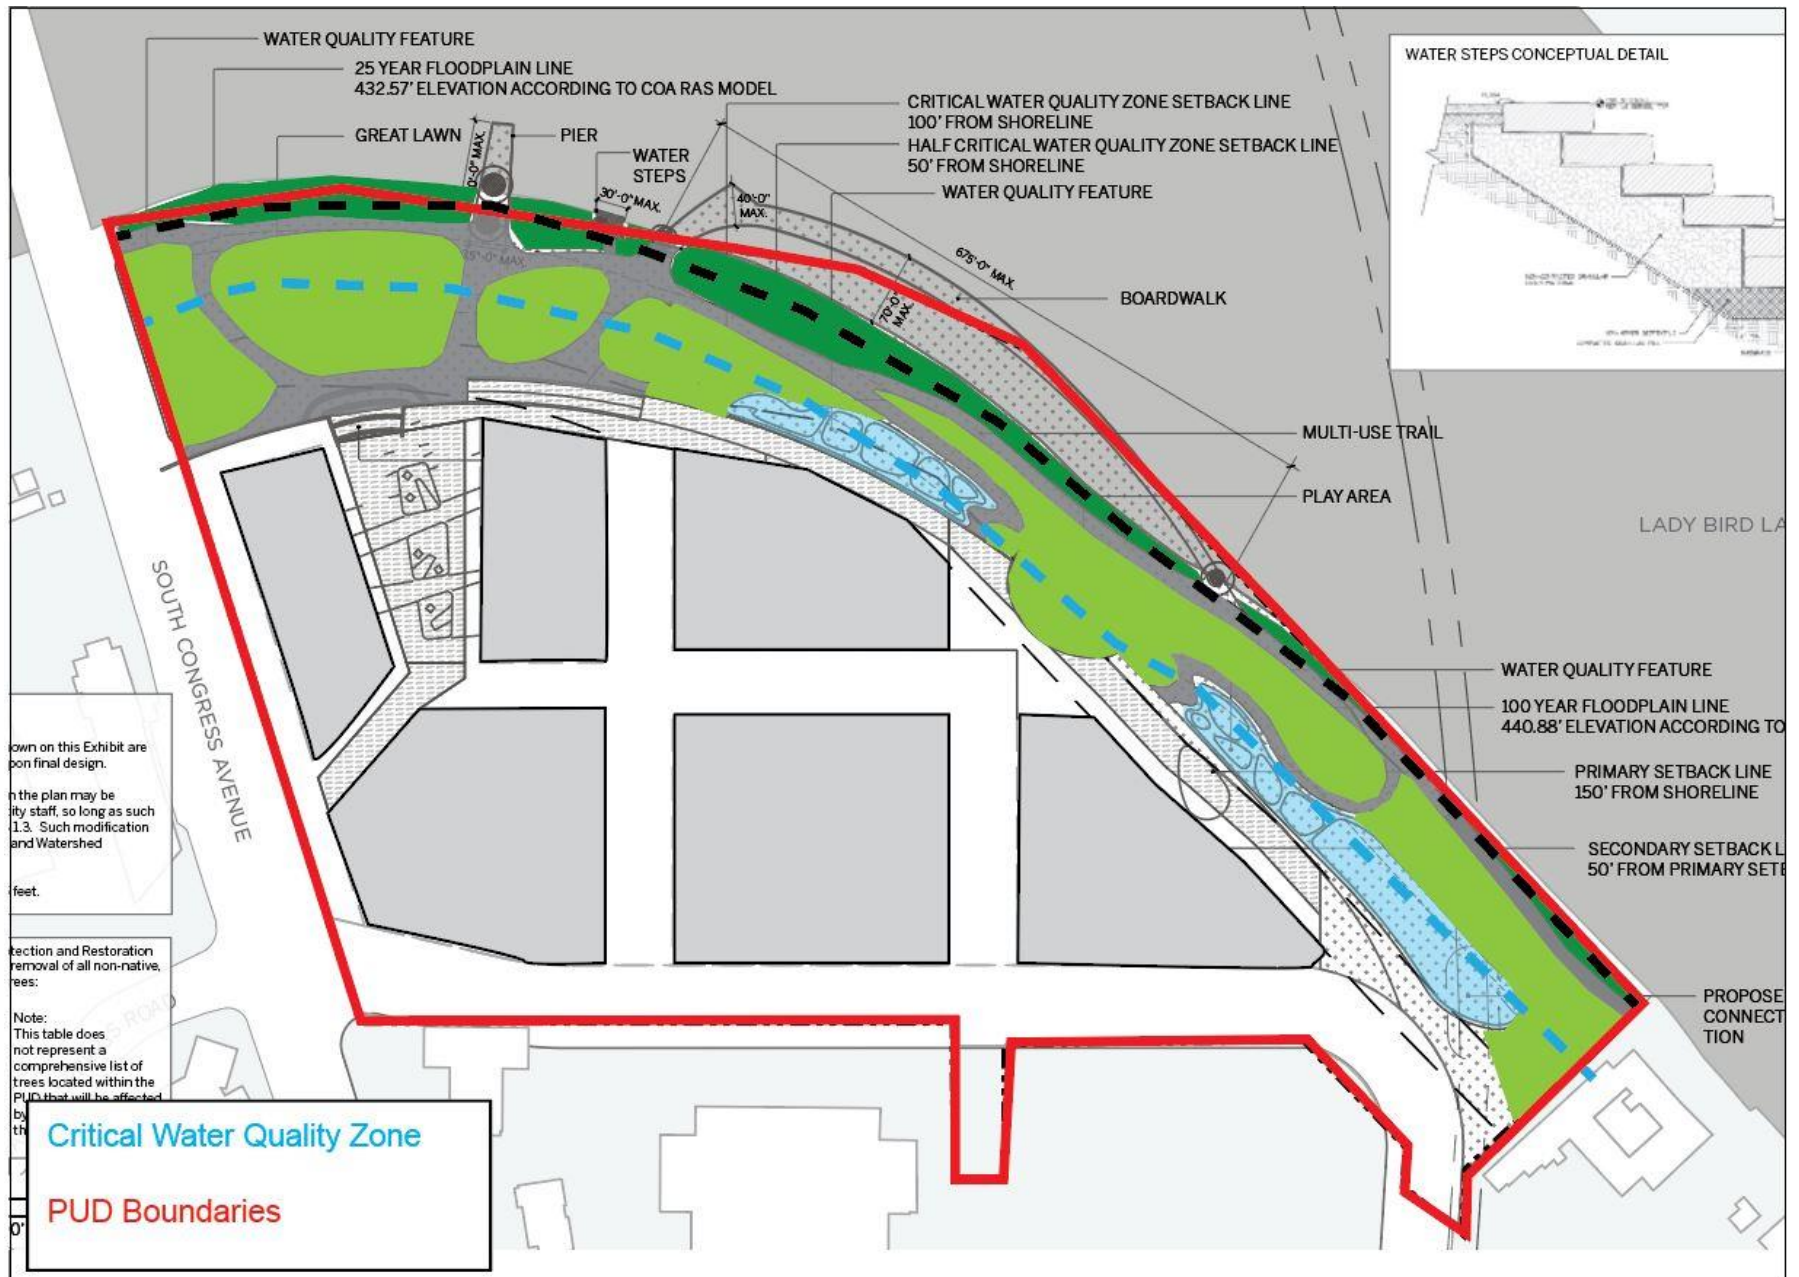 WATER QUALITY FEATURE
25 YEAR FLOODPLAIN LINE
432.57' ELEVATION ACCORDING TO COA RAS MODEL
GREAT LAWN
PIER
0'-0" MAX.
WATER
STEPS
30'-0" MAX.
40'-0"
MAX.
CRITICAL WATER QUALITY ZONE SETBACK LINE
100' FROM SHORELINE
HALF CRITICAL WATER QUALITY ZONE SETBACK LINE
50' FROM SHORELINE
WATER QUALITY FEATURE
WATER STEPS CONCEPTUAL DETAIL
675'-0" MAX.
70'-0"
MAX.
BOARDWALK
MULTI-USE TRAIL
PLAY AREA
LADY BIRD LA
WATER QUALITY FEATURE
100 YEAR FLOODPLAIN LINE
440.88' ELEVATION ACCORDING TO
PRIMARY SETBACK LINE
150' FROM SHORELINE
SECONDARY SETBACK L
50' FROM PRIMARY SETB
PROPOSE
CONNECT
TION
SOUTH CONGRESS AVENUE
own on this Exhibit are
pon final design.
n the plan may be
ity staff, so long as such
1.3. Such modification
and Watershed
feet.
tection and Restoration
removal of all non-native,
rees:
ROAD
Note:
This table does
not represent a
comprehensive list of
trees located within the
PUD that will be affected
by
th
0'
Critical Water Quality Zone
PUD Boundaries